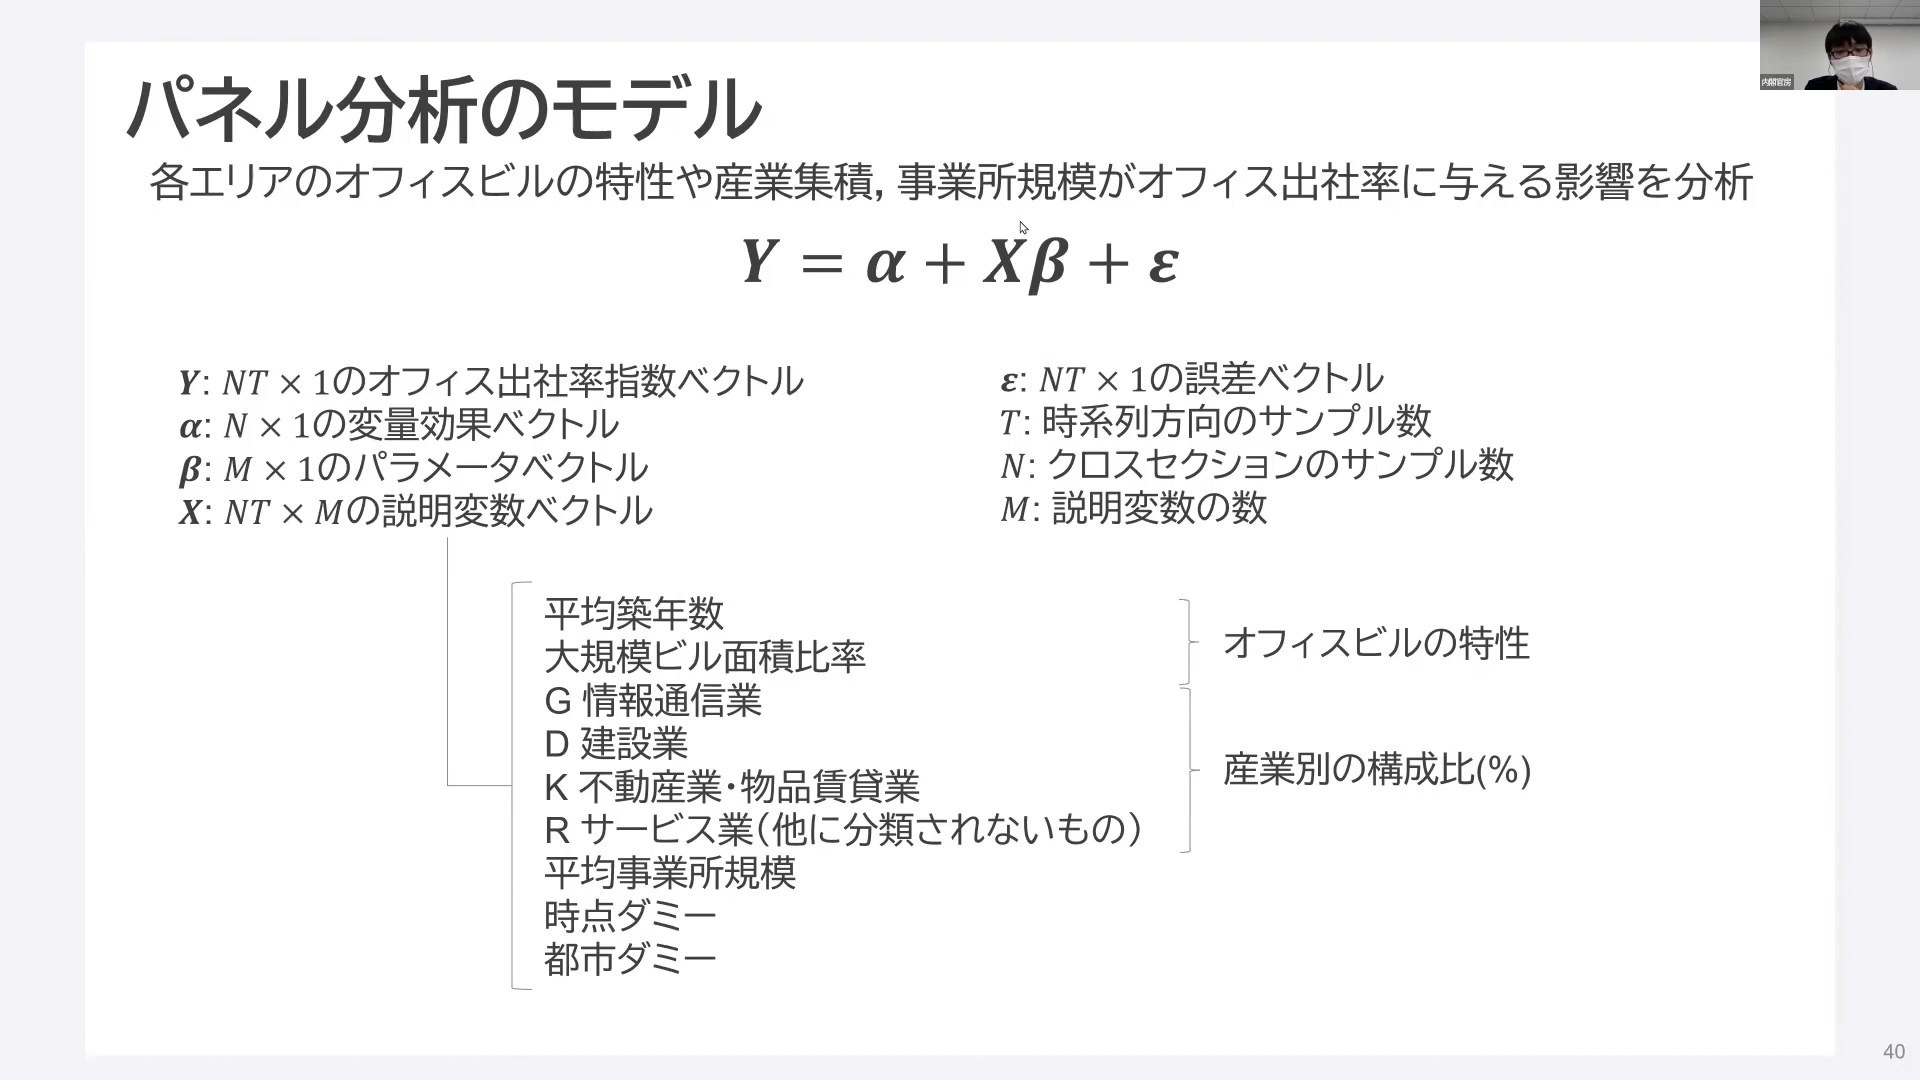 内閣官房
パネル分析のモデル
各エリアのオフィスビルの特性や産業集積, 事業所規模がオフィス出社率に与える影響を分析
Y = α + Xβ + ε
Y: NT × 1のオフィス出社率指数ベクトル
α: N × 1の変量効果ベクトル
β: M × 1のパラメータベクトル
X: NT × Mの説明変数ベクトル
ε: NT × 1の誤差ベクトル
T: 時系列方向のサンプル数
N: クロスセクションのサンプル数
M: 説明変数の数
平均築年数
大規模ビル面積比率
G 情報通信業
D 建設業
K 不動産業・物品賃貸業
R サービス業（他に分類されないもの）
平均事業所規模
時点ダミー
都市ダミー
オフィスビルの特性
産業別の構成比(%)
40